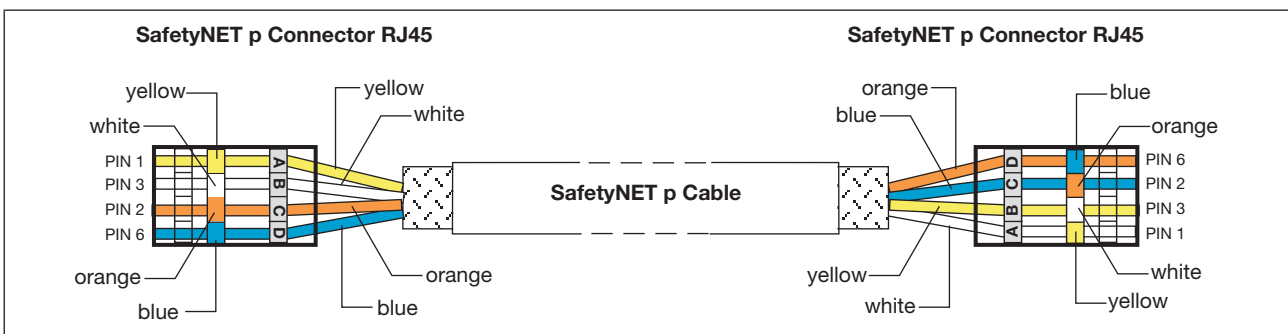 SafetyNET p Connector RJ45
SafetyNET p Connector RJ45
yellow
yellow
white
white
PIN 1
PIN 3
PIN 2
PIN 6
A
B
C
D
orange
blue
orange
blue
SafetyNET p Cable
orange
blue
blue
orange
D
C
B
A
PIN 6
PIN 2
PIN 3
PIN 1
yellow
white
white
yellow